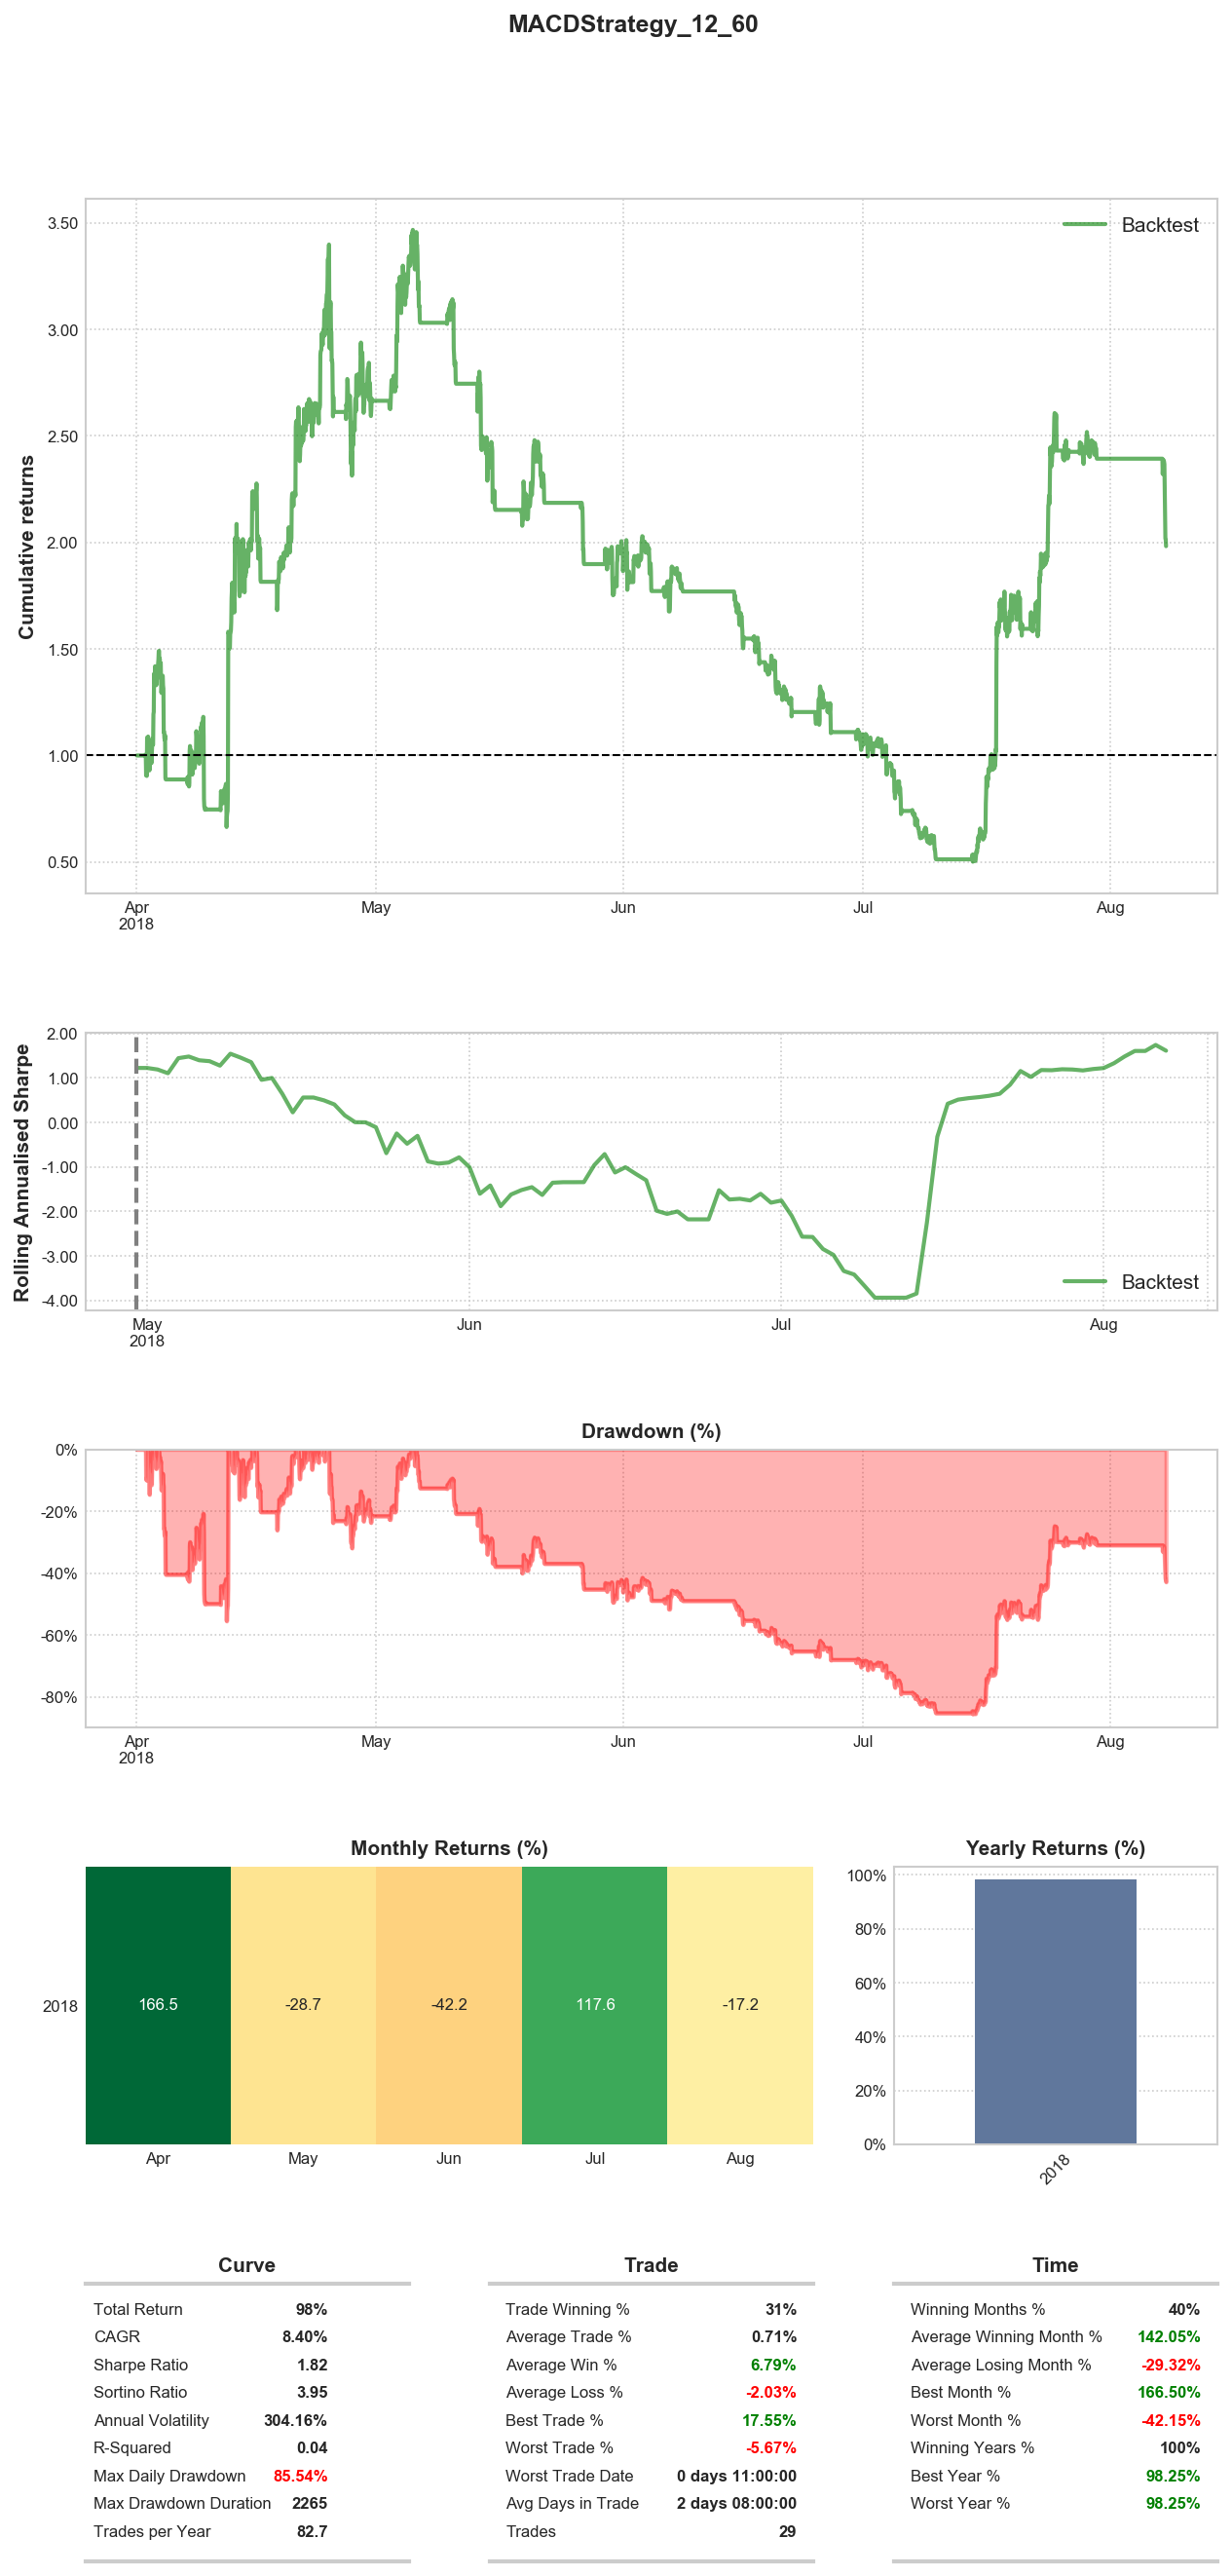 MACDStrategy_12_60
Cumulative returns
3.50
3.00
2.50
2.00
1.50
1.00
0.50
Backtest
Apr May Jun Jul Aug
2018
Rolling Annualised Sharpe
2.00
1.00
0.00
-1.00
-2.00
-3.00
-4.00
Backtest
May Jun Jul Aug
2018
Drawdown (%)
0%
-20%
-40%
-60%
-80%
Apr May Jun Jul Aug
2018
Monthly Returns (%)
2018 166.5 -28.7 -42.2 117.6 -17.2
Apr May Jun Jul Aug
Yearly Returns (%)
100%
80%
60%
40%
20%
0%
2018
Curve
Total Return 98%
CAGR 8.40%
Sharpe Ratio 1.82
Sortino Ratio 3.95
Annual Volatility 304.16%
R-Squared 0.04
Max Daily Drawdown 85.54%
Max Drawdown Duration 2265
Trades per Year 82.7
Trade
Trade Winning % 31%
Average Trade % 0.71%
Average Win % 6.79%
Average Loss % -2.03%
Best Trade % 17.55%
Worst Trade % -5.67%
Worst Trade Date 0 days 11:00:00
Avg Days in Trade 2 days 08:00:00
Trades 29
Time
Winning Months % 40%
Average Winning Month % 142.05%
Average Losing Month % -29.32%
Best Month % 166.50%
Worst Month % -42.15%
Winning Years % 100%
Best Year % 98.25%
Worst Year % 98.25%